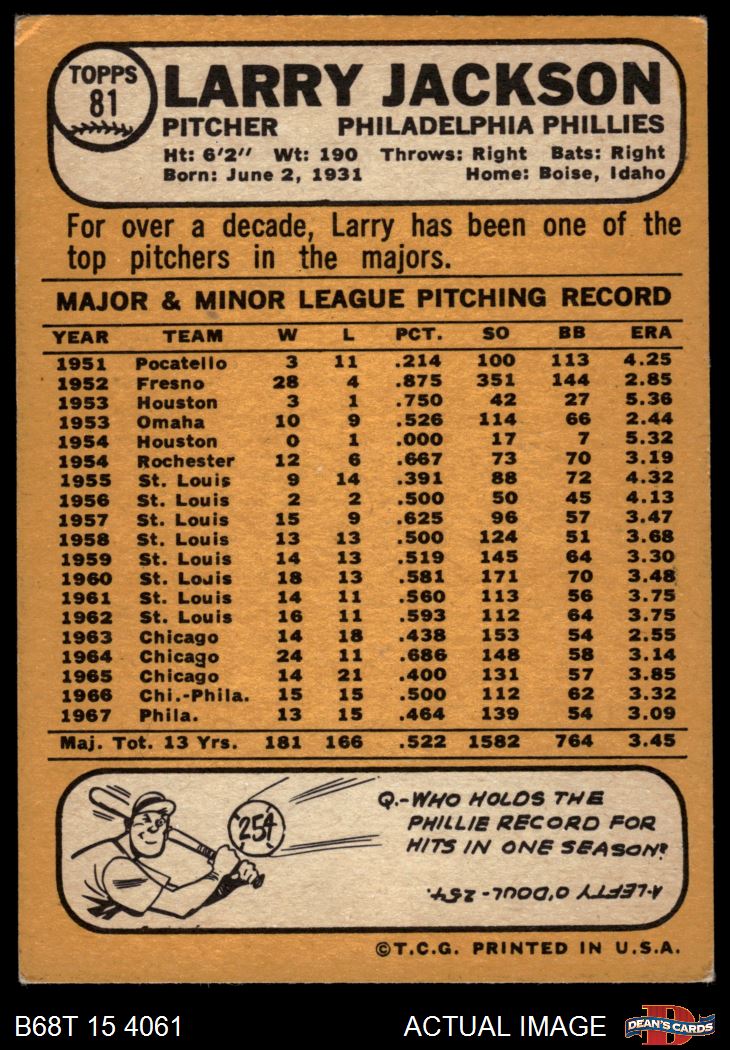 TOPPS
81
LARRY JACKSON
PITCHER PHILADELPHIA PHILLIES
Ht: 6'2" Wt: 190 Throws: Right Bats: Right
Born: June 2, 1931 Home: Boise, Idaho
For over a decade, Larry has been one of the
top pitchers in the majors.
MAJOR & MINOR LEAGUE PITCHING RECORD
YEAR TEAM W L PCT. SO BB ERA
1951 Pocatello 3 11 .214 100 113 4.25
1952 Fresno 28 4 .875 351 144 2.85
1953 Houston 3 1 .750 42 27 5.36
1953 Omaha 10 9 .526 114 66 2.44
1954 Houston 0 1 .000 17 7 5.32
1954 Rochester 12 6 .667 73 70 3.19
1955 St. Louis 9 14 .391 88 72 4.32
1956 St. Louis 2 2 .500 50 45 4.13
1957 St. Louis 15 9 .625 96 57 3.47
1958 St. Louis 13 13 .500 124 51 3.68
1959 St. Louis 14 13 .519 145 64 3.30
1960 St. Louis 18 13 .581 171 70 3.48
1961 St. Louis 14 11 .560 113 56 3.75
1962 St. Louis 16 11 .593 112 64 3.75
1963 Chicago 14 18 .438 153 54 2.55
1964 Chicago 24 11 .686 148 58 3.14
1965 Chicago 14 21 .400 131 57 3.85
1966 Chi.-Phila. 15 15 .500 112 62 3.32
1967 Phila. 13 15 .464 139 54 3.09
Maj. Tot. 13 Yrs. 181 166 .522 1582 764 3.45
254
Q.-WHO HOLDS THE
PHILLIE RECORD FOR
HITS IN ONE SEASON?
A-LEFTY O'DOUL-254.
©T.C.G. PRINTED IN U.S.A.
B68T 15 4061 ACTUAL IMAGE D DEAN'S CARDS